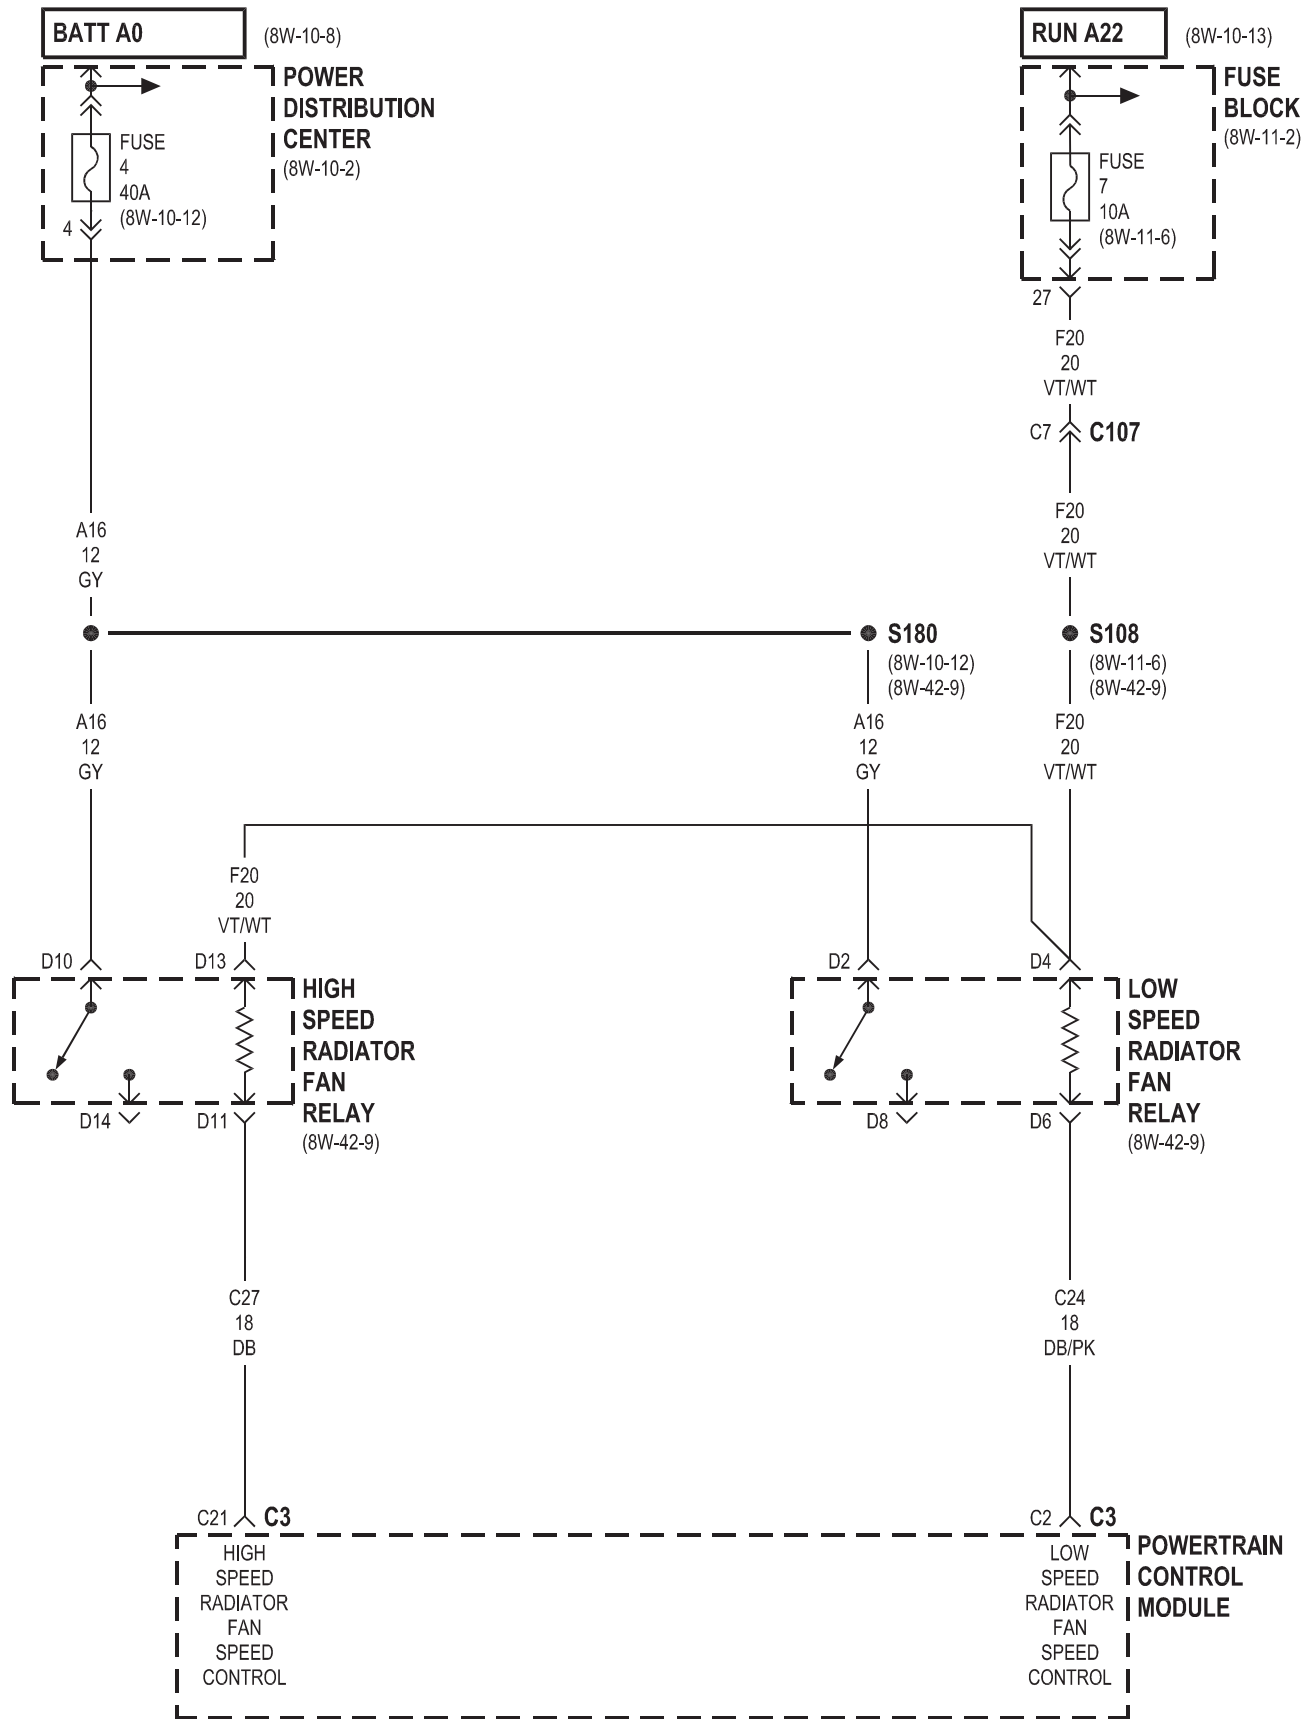 BATT A0
(8W-10-8)
POWER
DISTRIBUTION
CENTER
(8W-10-2)
FUSE
4
40A
(8W-10-12)
4
RUN A22
(8W-10-13)
FUSE
BLOCK
(8W-11-2)
FUSE
7
10A
(8W-11-6)
27
F20
20
VT/WT
C7
C107
F20
20
VT/WT
A16
12
GY
S180
(8W-10-12)
(8W-42-9)
S108
(8W-11-6)
(8W-42-9)
A16
12
GY
A16
12
GY
F20
20
VT/WT
F20
20
VT/WT
D10
D13
HIGH
SPEED
RADIATOR
FAN
RELAY
(8W-42-9)
D14
D11
D2
D4
LOW
SPEED
RADIATOR
FAN
RELAY
(8W-42-9)
D8
D6
C27
18
DB
C24
18
DB/PK
C21
C3
C2
C3
HIGH
SPEED
RADIATOR
FAN
SPEED
CONTROL
LOW
SPEED
RADIATOR
FAN
SPEED
CONTROL
POWERTRAIN
CONTROL
MODULE